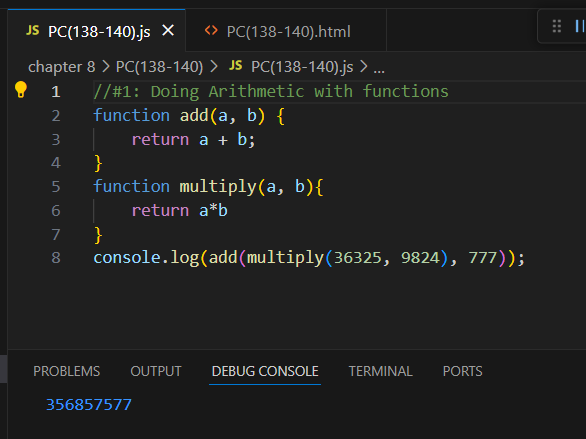 JS PC(138-140).js × <> PC(138-140).html
chapter 8 > PC(138-140) > JS PC(138-140).js > ...
1 //#1: Doing Arithmetic with functions
2 function add(a, b) {
3 return a + b;
4 }
5 function multiply(a, b){
6 return a*b
7 }
8 console.log(add(multiply(36325, 9824), 777));
PROBLEMS OUTPUT DEBUG CONSOLE TERMINAL PORTS
356857577